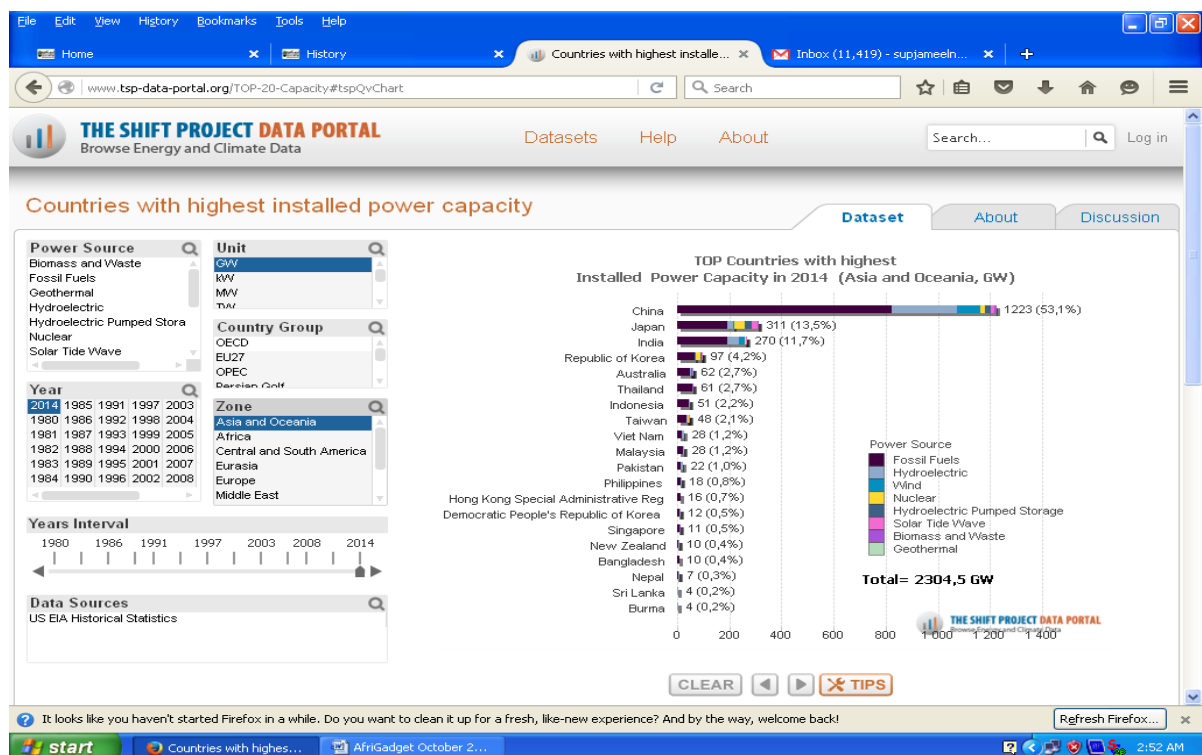 File Edit View History Bookmarks Tools Help
Home
History
Countries with highest installe...
Inbox (11,419) - supjameeln...
www.tsp-data-portal.org/TOP-20-Capacity#tspQvChart
Search
THE SHIFT PROJECT DATA PORTAL
Browse Energy and Climate Data
Datasets Help About
Search...
Log in
Countries with highest installed power capacity
Dataset About Discussion
Power Source
Biomass and Waste
Fossil Fuels
Geothermal
Hydroelectric
Hydroelectric Pumped Stora
Nuclear
Solar Tide Wave
Unit
GW
kW
MW
TW
Country Group
OECD
EU27
OPEC
Persian Golf
Year
2014 1985 1991 1997 2003
1980 1986 1992 1998 2004
1981 1987 1993 1999 2005
1982 1988 1994 2000 2006
1983 1989 1995 2001 2007
1984 1990 1996 2002 2008
Zone
Asia and Oceania
Africa
Central and South America
Eurasia
Europe
Middle East
Years Interval
1980 1986 1991 1997 2003 2008 2014
Data Sources
US EIA Historical Statistics
TOP Countries with highest
Installed Power Capacity in 2014 (Asia and Oceania, GW)
China 1223 (53,1%)
Japan 311 (13,5%)
India 270 (11,7%)
Republic of Korea 97 (4,2%)
Australia 62 (2,7%)
Thailand 61 (2,7%)
Indonesia 51 (2,2%)
Taiwan 48 (2,1%)
Viet Nam 28 (1,2%)
Malaysia 28 (1,2%)
Pakistan 22 (1,0%)
Philippines 18 (0,8%)
Hong Kong Special Administrative Reg 16 (0,7%)
Democratic People's Republic of Korea 12 (0,5%)
Singapore 11 (0,5%)
New Zealand 10 (0,4%)
Bangladesh 10 (0,4%)
Nepal 7 (0,3%)
Sri Lanka 4 (0,2%)
Burma 4 (0,2%)
Power Source
Fossil Fuels
Hydroelectric
Wind
Nuclear
Hydroelectric Pumped Storage
Solar Tide Wave
Biomass and Waste
Geothermal
Total= 2304,5 GW
THE SHIFT PROJECT DATA PORTAL
Browse Energy and Climate Data
0 200 400 600 800 1 000 1 200 1 400
CLEAR TIPS
It looks like you haven't started Firefox in a while. Do you want to clean it up for a fresh, like-new experience? And by the way, welcome back!
Refresh Firefox...
start
Countries with highes...
AfriGadget October 2...
2:52 AM